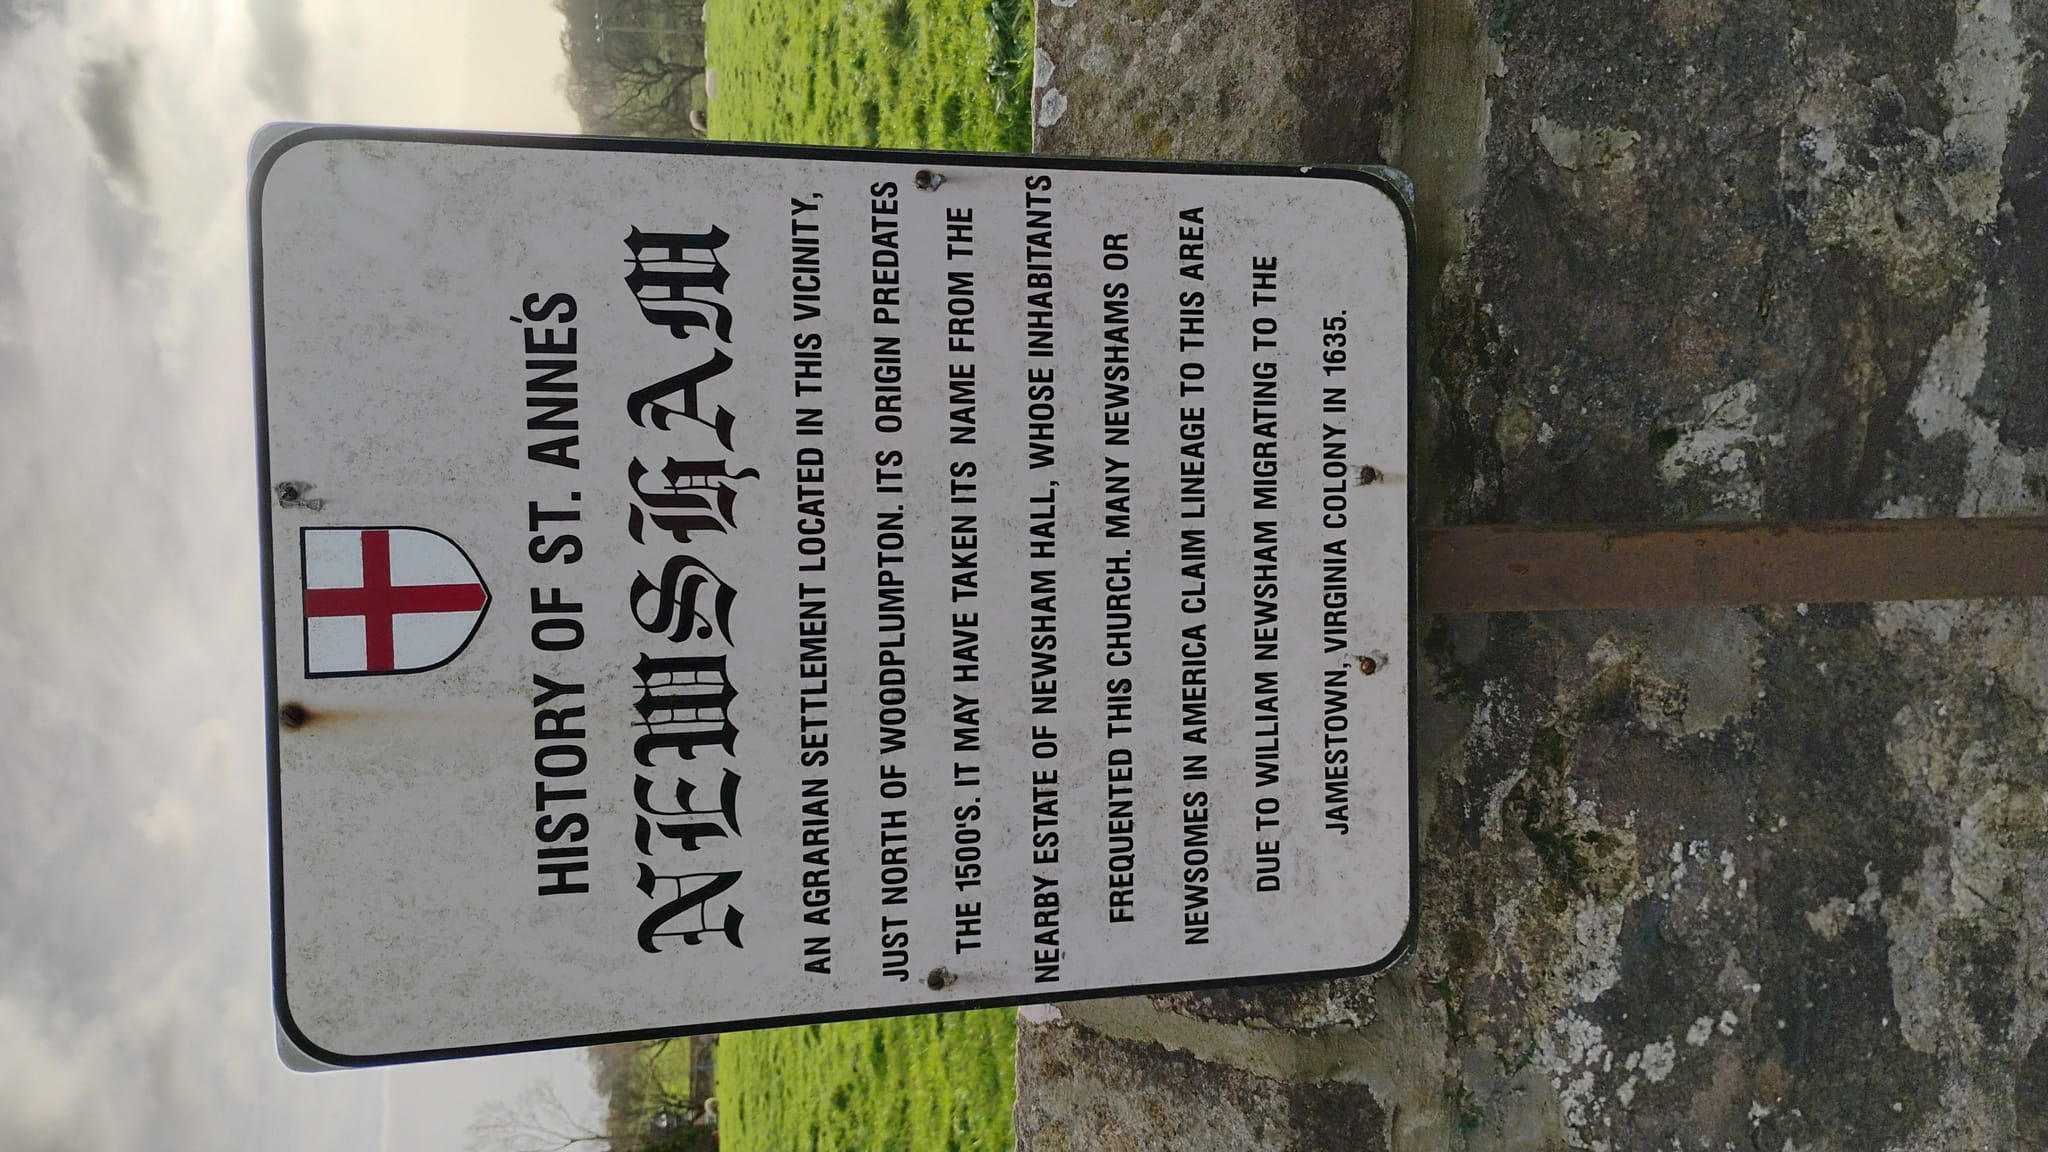 HISTORY OF ST. ANNE'S
NEWSHAM
AN AGRARIAN SETTLEMENT LOCATED IN THIS VICINITY,
JUST NORTH OF WOODPLUMPTON. ITS ORIGIN PREDATES
THE 1500'S. IT MAY HAVE TAKEN ITS NAME FROM THE
NEARBY ESTATE OF NEWSHAM HALL, WHOSE INHABITANTS
FREQUENTED THIS CHURCH. MANY NEWSHAMS OR
NEWSOMES IN AMERICA CLAIM LINEAGE TO THIS AREA
DUE TO WILLIAM NEWSHAM MIGRATING TO THE
JAMESTOWN, VIRGINIA COLONY IN 1635.